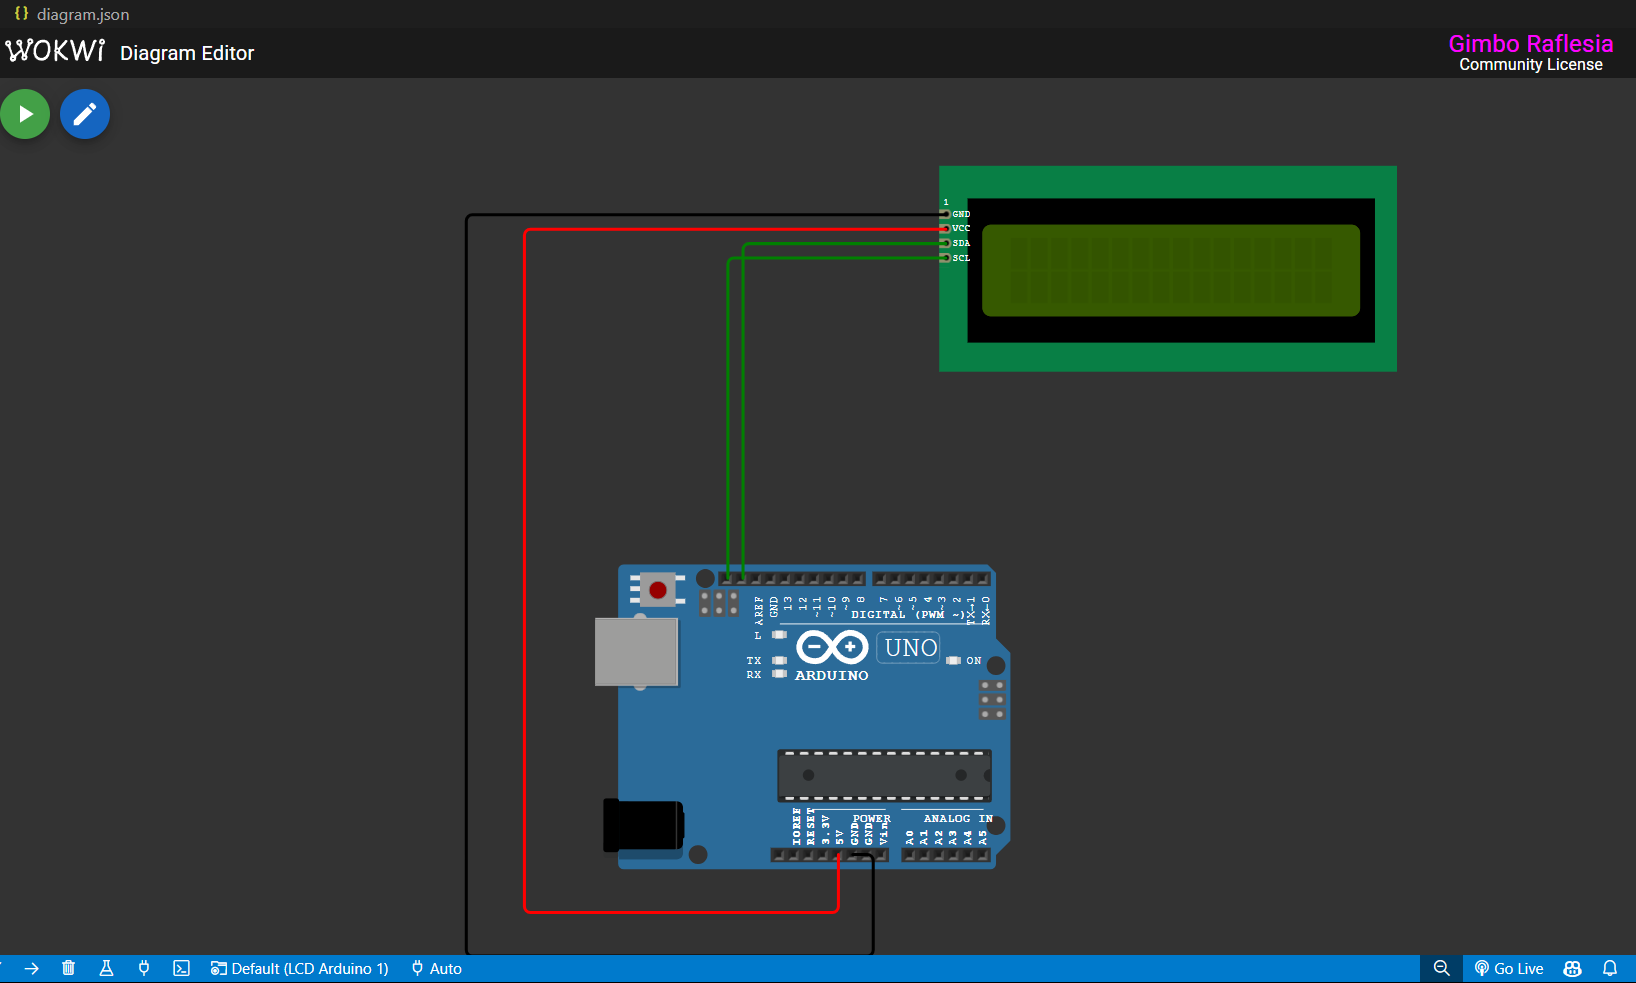 {} diagram.json
WOKWi Diagram Editor
Gimbo Raflesia
Community License
1
GND
VCC
SDA
SCL
AREF
GND
13
12
~11
~10
~9
8
7
~6
~5
4
~3
2
TX→1
RX←0
DIGITAL (PWM ~)
L
TX
RX
UNO
ON
ARDUINO
IOREF
RESET
3.3V
5V
GND
GND
Vin
POWER
ANALOG IN
A0
A1
A2
A3
A4
A5
Default (LCD Arduino 1)
Auto
Go Live